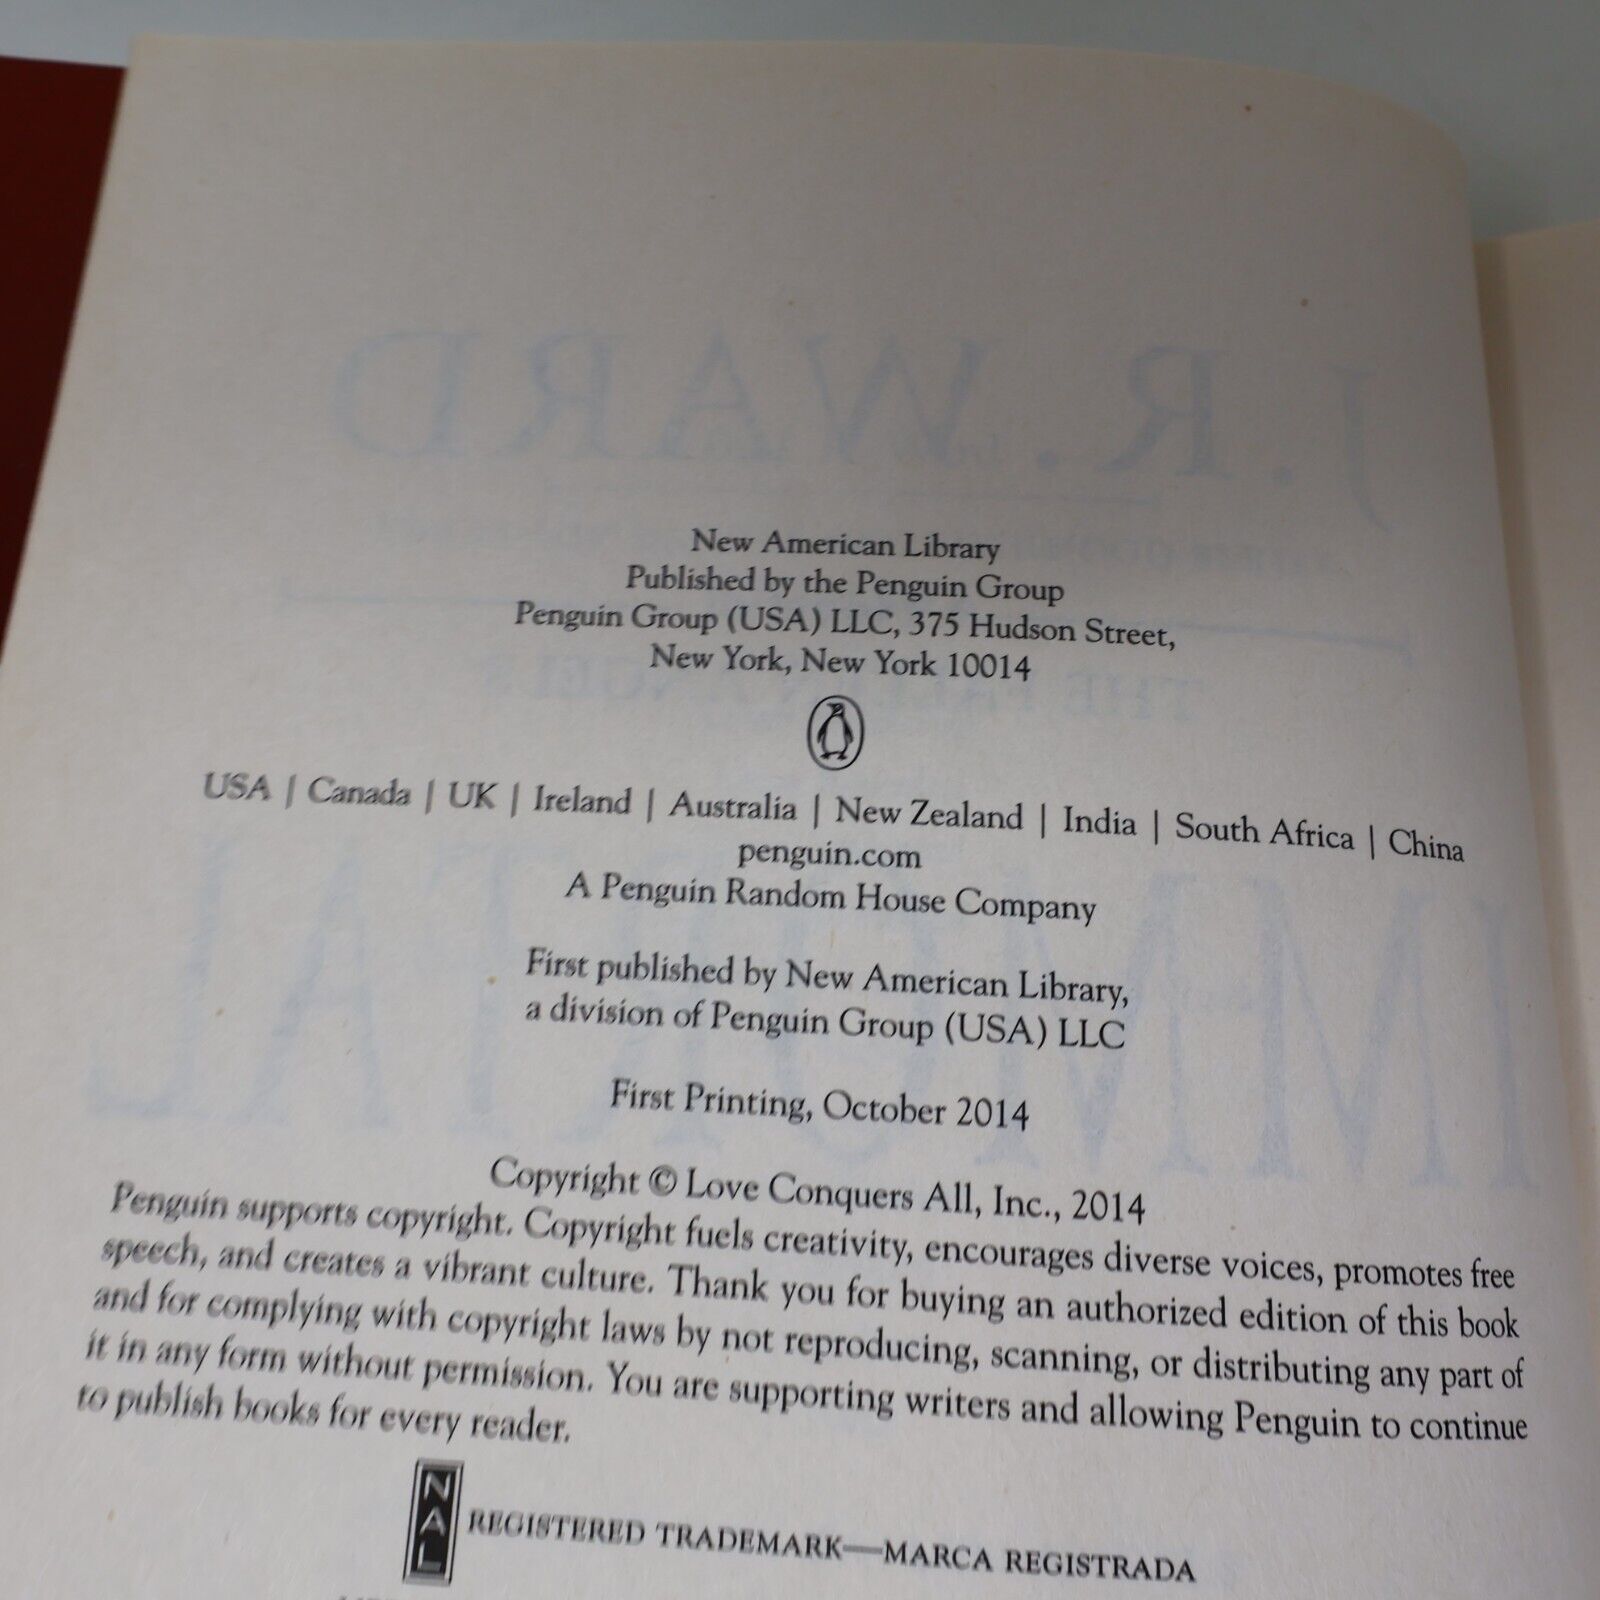 New American Library
Published by the Penguin Group
Penguin Group (USA) LLC, 375 Hudson Street,
New York, New York 10014
USA | Canada | UK | Ireland | Australia | New Zealand | India | South Africa | China
penguin.com
A Penguin Random House Company
First published by New American Library,
a division of Penguin Group (USA) LLC
First Printing, October 2014
Copyright © Love Conquers All, Inc., 2014
Penguin supports copyright. Copyright fuels creativity, encourages diverse voices, promotes free
speech, and creates a vibrant culture. Thank you for buying an authorized edition of this book
and for complying with copyright laws by not reproducing, scanning, or distributing any part of
it in any form without permission. You are supporting writers and allowing Penguin to continue
to publish books for every reader.
NAL REGISTERED TRADEMARK—MARCA REGISTRADA
J. R. WARD